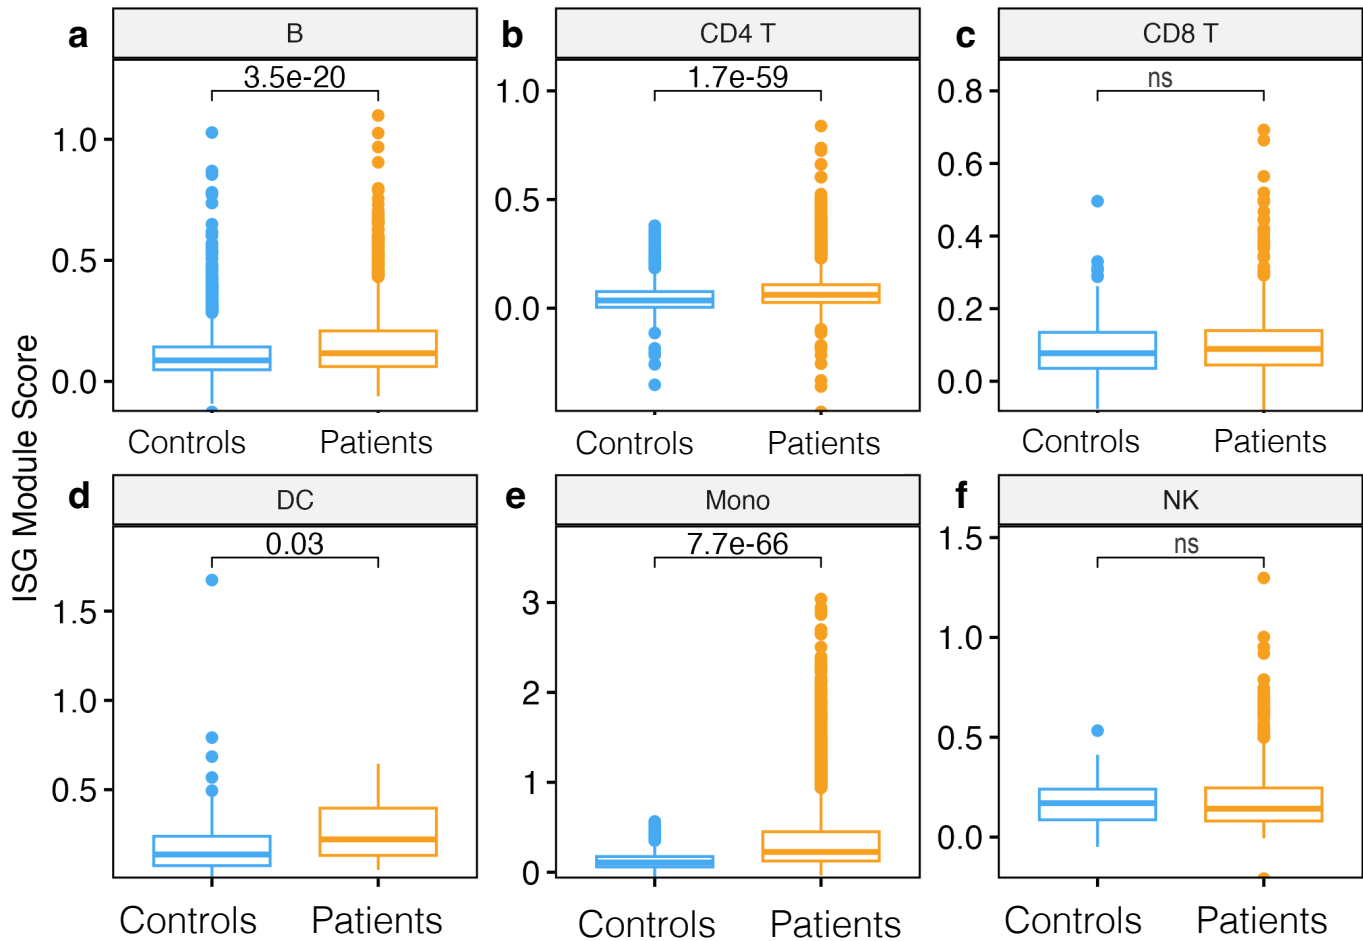 ISG Module Score
a
B
3.5e-20
1.0
0.5
0.0
Controls Patients
b
CD4 T
1.7e-59
1.0
0.5
0.0
Controls Patients
c
CD8 T
ns
0.8
0.6
0.4
0.2
0.0
Controls Patients
d
DC
0.03
1.5
1.0
0.5
Controls Patients
e
Mono
7.7e-66
3
2
1
0
Controls Patients
f
NK
ns
1.5
1.0
0.5
0.0
Controls Patients